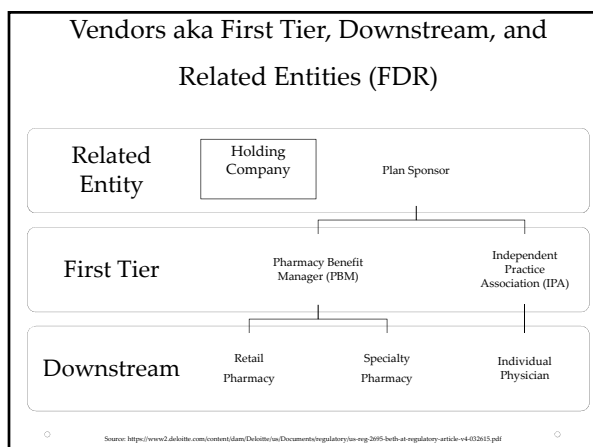 Vendors aka First Tier, Downstream, and
Related Entities (FDR)
Related
Entity
Holding
Company
Plan Sponsor
First Tier
Pharmacy Benefit
Manager (PBM)
Independent
Practice
Association (IPA)
Downstream
Retail
Pharmacy
Specialty
Pharmacy
Individual
Physician
Source: https://www2.deloitte.com/content/dam/Deloitte/us/Documents/regulatory/us-reg-2695-beth-at-regulatory-article-v4-032615.pdf